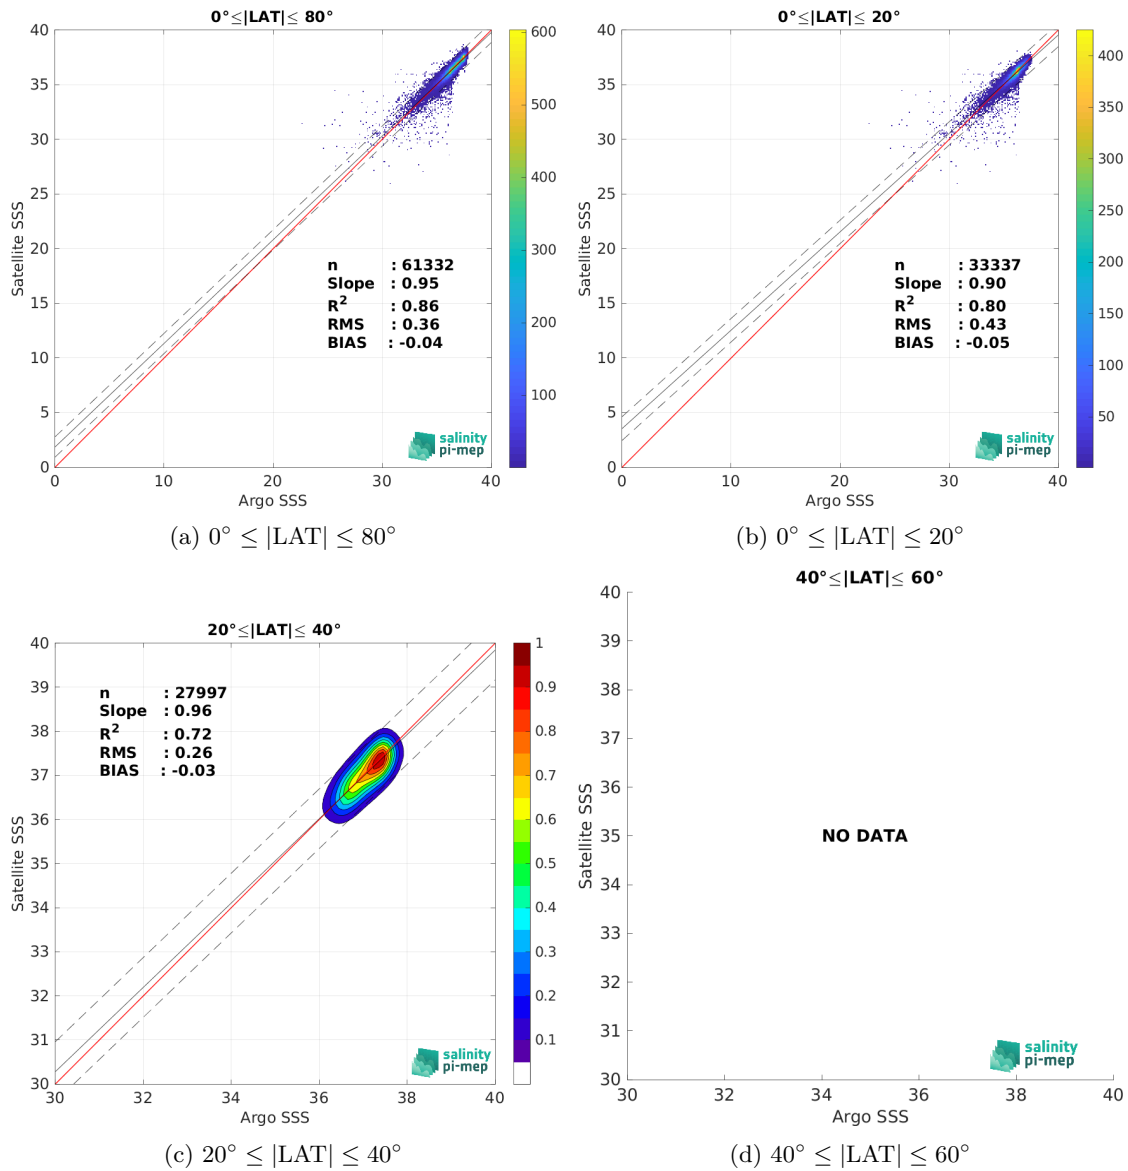 0°≤|LAT|≤ 80°
40
35
30
25
20
15
10
5
0
Satellite SSS
n : 61332
Slope : 0.95
R² : 0.86
RMS : 0.36
BIAS : -0.04
salinity
pi-mep
0 10 20 30 40
Argo SSS
600
500
400
300
200
100
(a) 0° ≤ |LAT| ≤ 80°
0°≤|LAT|≤ 20°
40
35
30
25
20
15
10
5
0
Satellite SSS
n : 33337
Slope : 0.90
R² : 0.80
RMS : 0.43
BIAS : -0.05
salinity
pi-mep
0 10 20 30 40
Argo SSS
400
350
300
250
200
150
100
50
(b) 0° ≤ |LAT| ≤ 20°
20°≤|LAT|≤ 40°
40
39
38
37
36
35
34
33
32
31
30
Satellite SSS
n : 27997
Slope : 0.96
R² : 0.72
RMS : 0.26
BIAS : -0.03
salinity
pi-mep
30 32 34 36 38 40
Argo SSS
1
0.9
0.8
0.7
0.6
0.5
0.4
0.3
0.2
0.1
(c) 20° ≤ |LAT| ≤ 40°
40°≤|LAT|≤ 60°
40
39
38
37
36
35
34
33
32
31
30
Satellite SSS
NO DATA
salinity
pi-mep
30 32 34 36 38 40
Argo SSS
(d) 40° ≤ |LAT| ≤ 60°